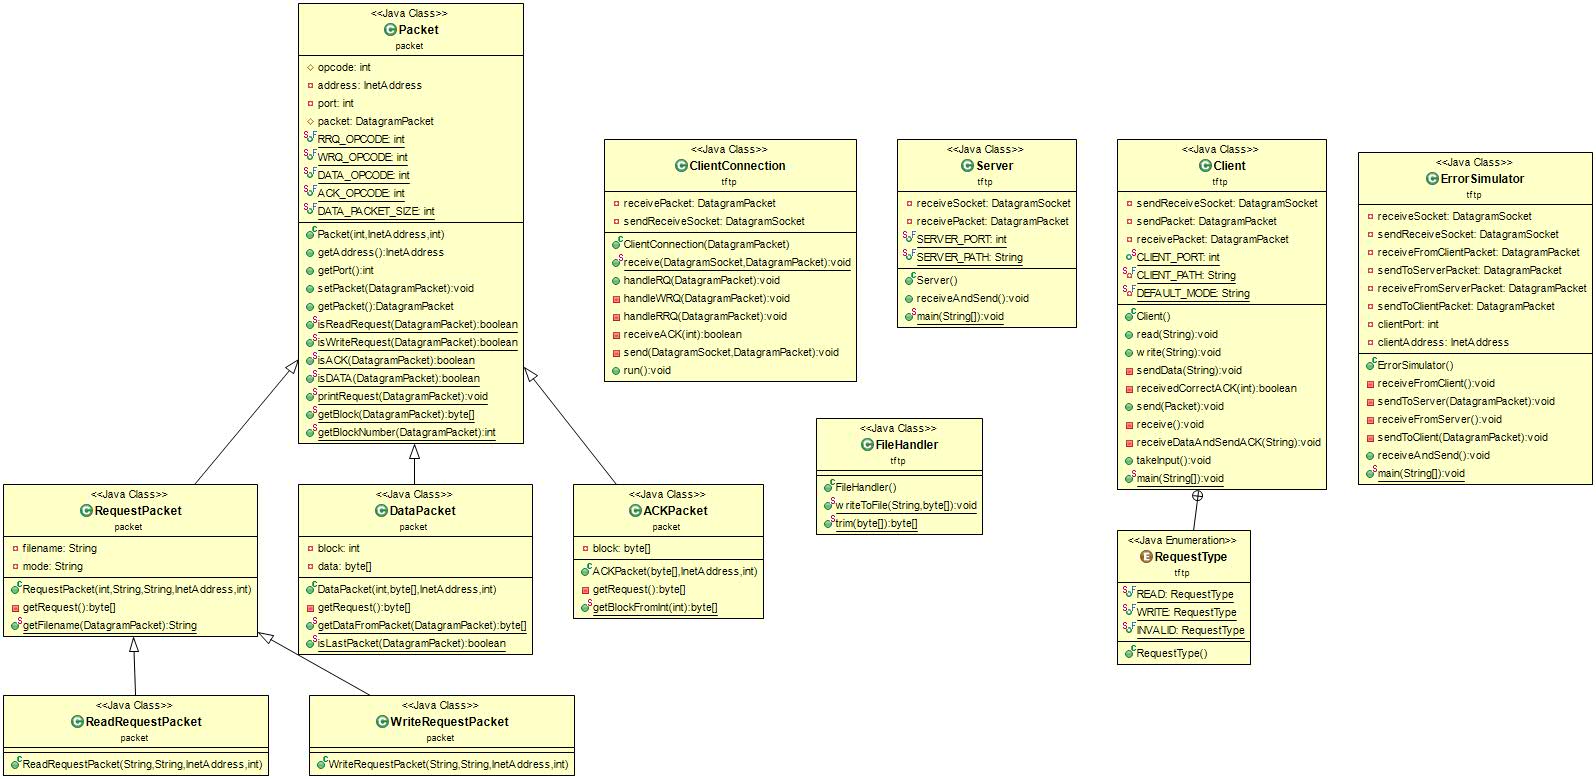 <<Java Class>>
Packet
packet
opcode: int
address: InetAddress
port: int
packet: DatagramPacket
RRQ_OPCODE: int
WRQ_OPCODE: int
DATA_OPCODE: int
ACK_OPCODE: int
DATA_PACKET_SIZE: int
Packet(int,InetAddress,int)
getAddress():InetAddress
getPort():int
setPacket(DatagramPacket):void
getPacket():DatagramPacket
isReadRequest(DatagramPacket):boolean
isWriteRequest(DatagramPacket):boolean
isACK(DatagramPacket):boolean
isDATA(DatagramPacket):boolean
printRequest(DatagramPacket):void
getBlock(DatagramPacket):byte[]
getBlockNumber(DatagramPacket):int
<<Java Class>>
ClientConnection
tftp
receivePacket: DatagramPacket
sendReceiveSocket: DatagramSocket
ClientConnection(DatagramPacket)
receive(DatagramSocket,DatagramPacket):void
handleRQ(DatagramPacket):void
handleWRQ(DatagramPacket):void
handleRRQ(DatagramPacket):void
receiveACK(int):boolean
send(DatagramSocket,DatagramPacket):void
run():void
<<Java Class>>
Server
tftp
receiveSocket: DatagramSocket
receivePacket: DatagramPacket
SERVER_PORT: int
SERVER_PATH: String
Server()
receiveAndSend():void
main(String[]):void
<<Java Class>>
Client
tftp
sendReceiveSocket: DatagramSocket
sendPacket: DatagramPacket
receivePacket: DatagramPacket
CLIENT_PORT: int
CLIENT_PATH: String
DEFAULT_MODE: String
Client()
read(String):void
write(String):void
sendData(String):void
receivedCorrectACK(int):boolean
send(Packet):void
receive():void
receiveDataAndSendACK(String):void
takeInput():void
main(String[]):void
<<Java Class>>
ErrorSimulator
tftp
receiveSocket: DatagramSocket
sendReceiveSocket: DatagramSocket
receiveFromClientPacket: DatagramPacket
sendToServerPacket: DatagramPacket
receiveFromServerPacket: DatagramPacket
sendToClientPacket: DatagramPacket
clientPort: int
clientAddress: InetAddress
ErrorSimulator()
receiveFromClient():void
sendToServer(DatagramPacket):void
receiveFromServer():void
sendToClient(DatagramPacket):void
receiveAndSend():void
main(String[]):void
<<Java Class>>
FileHandler
tftp
FileHandler()
writeToFile(String,byte[]):void
trim(byte[]):byte[]
<<Java Class>>
RequestPacket
packet
filename: String
mode: String
RequestPacket(int,String,String,InetAddress,int)
getRequest():byte[]
getFilename(DatagramPacket):String
<<Java Class>>
DataPacket
packet
block: int
data: byte[]
DataPacket(int,byte[],InetAddress,int)
getRequest():byte[]
getDataFromPacket(DatagramPacket):byte[]
isLastPacket(DatagramPacket):boolean
<<Java Class>>
ACKPacket
packet
block: byte[]
ACKPacket(byte[],InetAddress,int)
getRequest():byte[]
getBlockFromInt(int):byte[]
<<Java Enumeration>>
RequestType
tftp
READ: RequestType
WRITE: RequestType
INVALID: RequestType
RequestType()
<<Java Class>>
ReadRequestPacket
packet
ReadRequestPacket(String,String,InetAddress,int)
<<Java Class>>
WriteRequestPacket
packet
WriteRequestPacket(String,String,InetAddress,int)